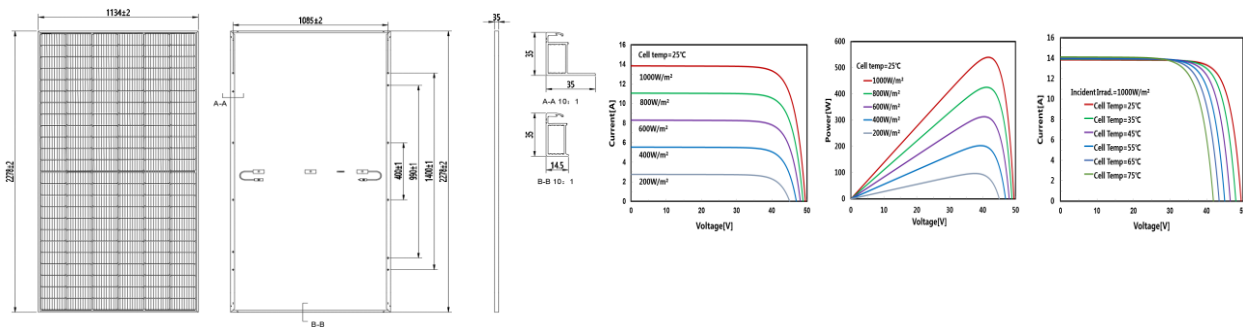 1134±2
2278±2
1085±2
A-A
B-B
400±1
990±1
1400±1
2278±2
35
35
35
A-A 10：1
35
14.5
B-B 10：1
Current[A]
16
14
12
10
8
6
4
2
0
Cell temp=25℃
1000W/m²
800W/m²
600W/m²
400W/m²
200W/m²
0
10
20
30
40
50
Voltage[V]
Power[W]
600
500
400
300
200
100
0
Cell temp=25℃
1000W/m²
800W/m²
600W/m²
400W/m²
200W/m²
0
10
20
30
40
50
Voltage[V]
Current[A]
16
14
12
10
8
6
4
2
0
Incident Irrad.=1000W/m²
Cell Temp=25℃
Cell Temp=35℃
Cell Temp=45℃
Cell Temp=55℃
Cell Temp=65℃
Cell Temp=75℃
0
10
20
30
40
50
Voltage[V]